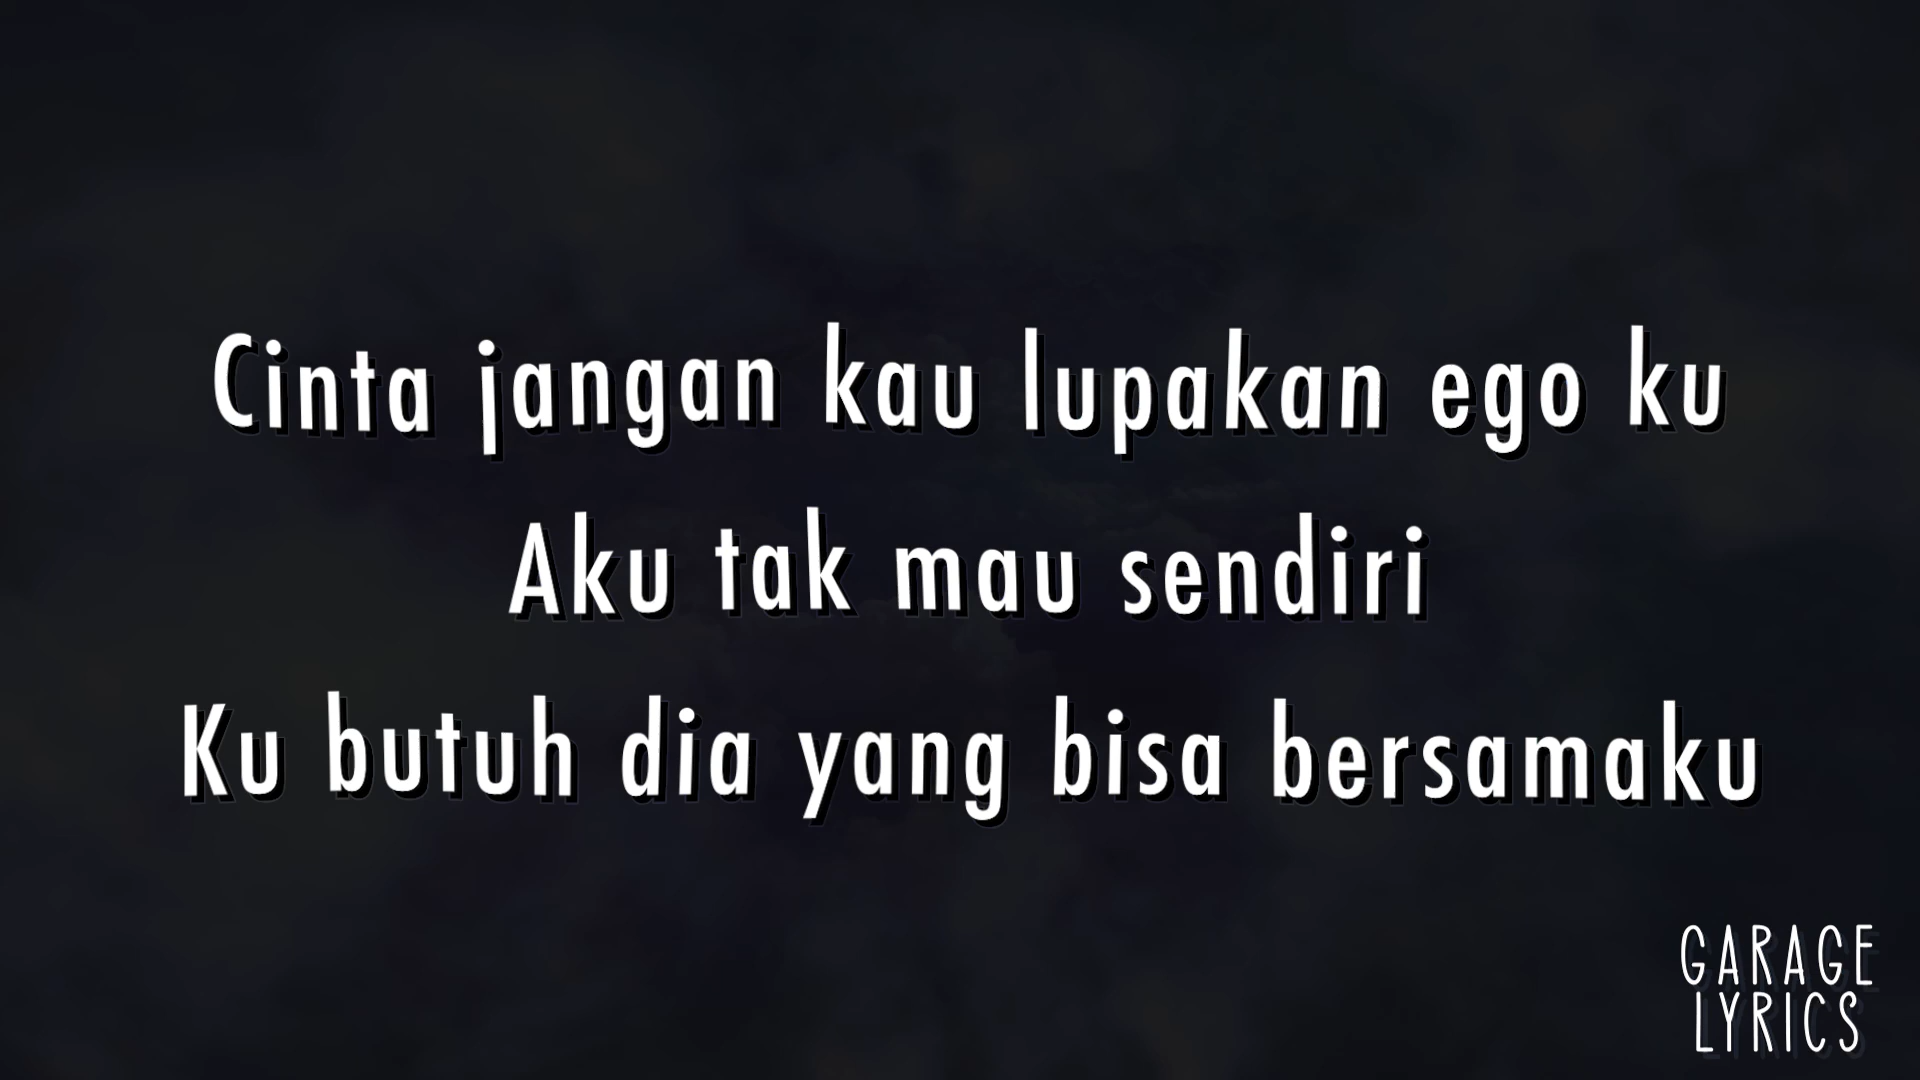 Cinta jangan kau lupakan ego ku
Aku tak mau sendiri
Ku butuh dia yang bisa bersamaku
GARAGE
LYRICS